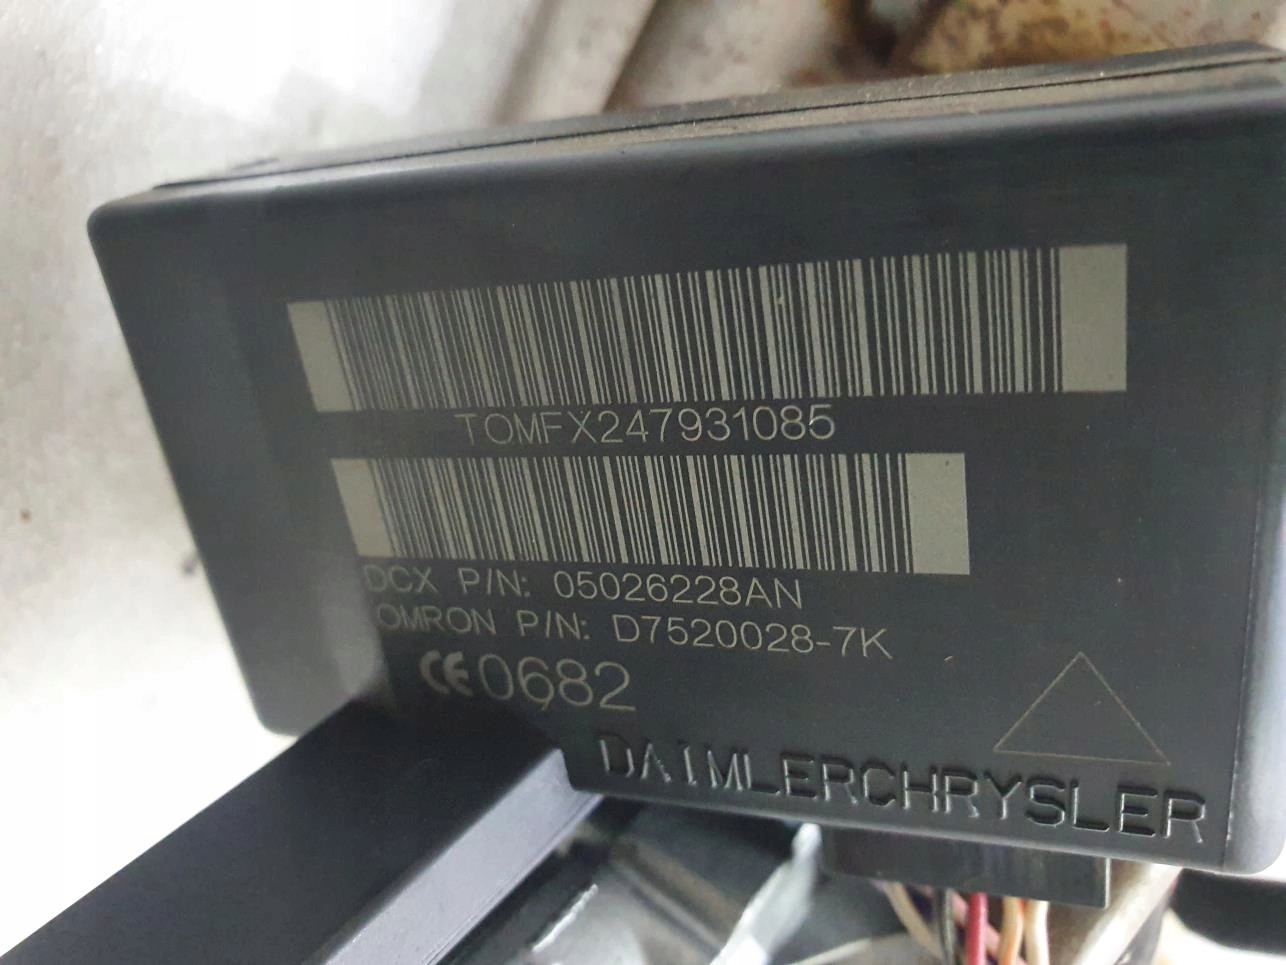 TOMFX247931085
DCX P/N: 05026228AN
OMRON P/N: D7520028-7K
CE0682
DAIMLERCHRYSLER